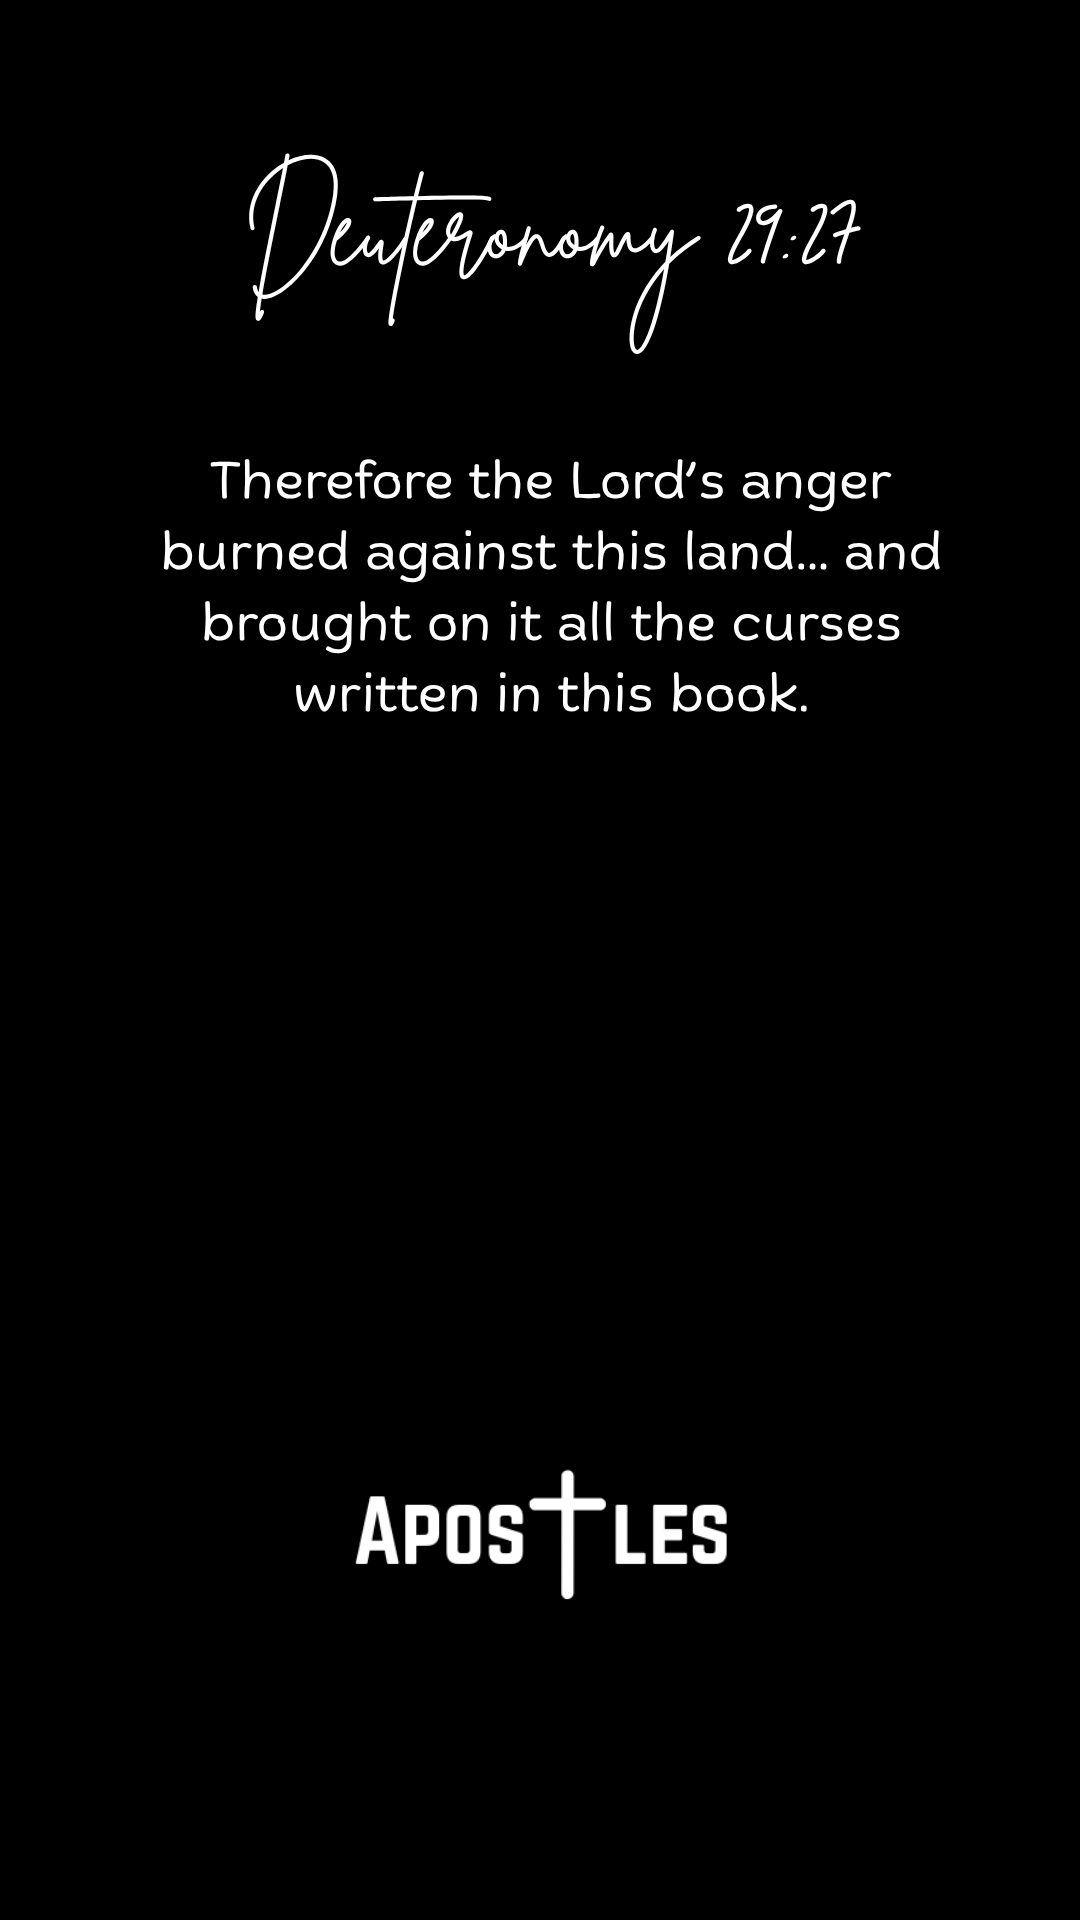 Deuteronomy 29:27
Therefore the Lord's anger
burned against this land... and
brought on it all the curses
written in this book.
APOSTLES